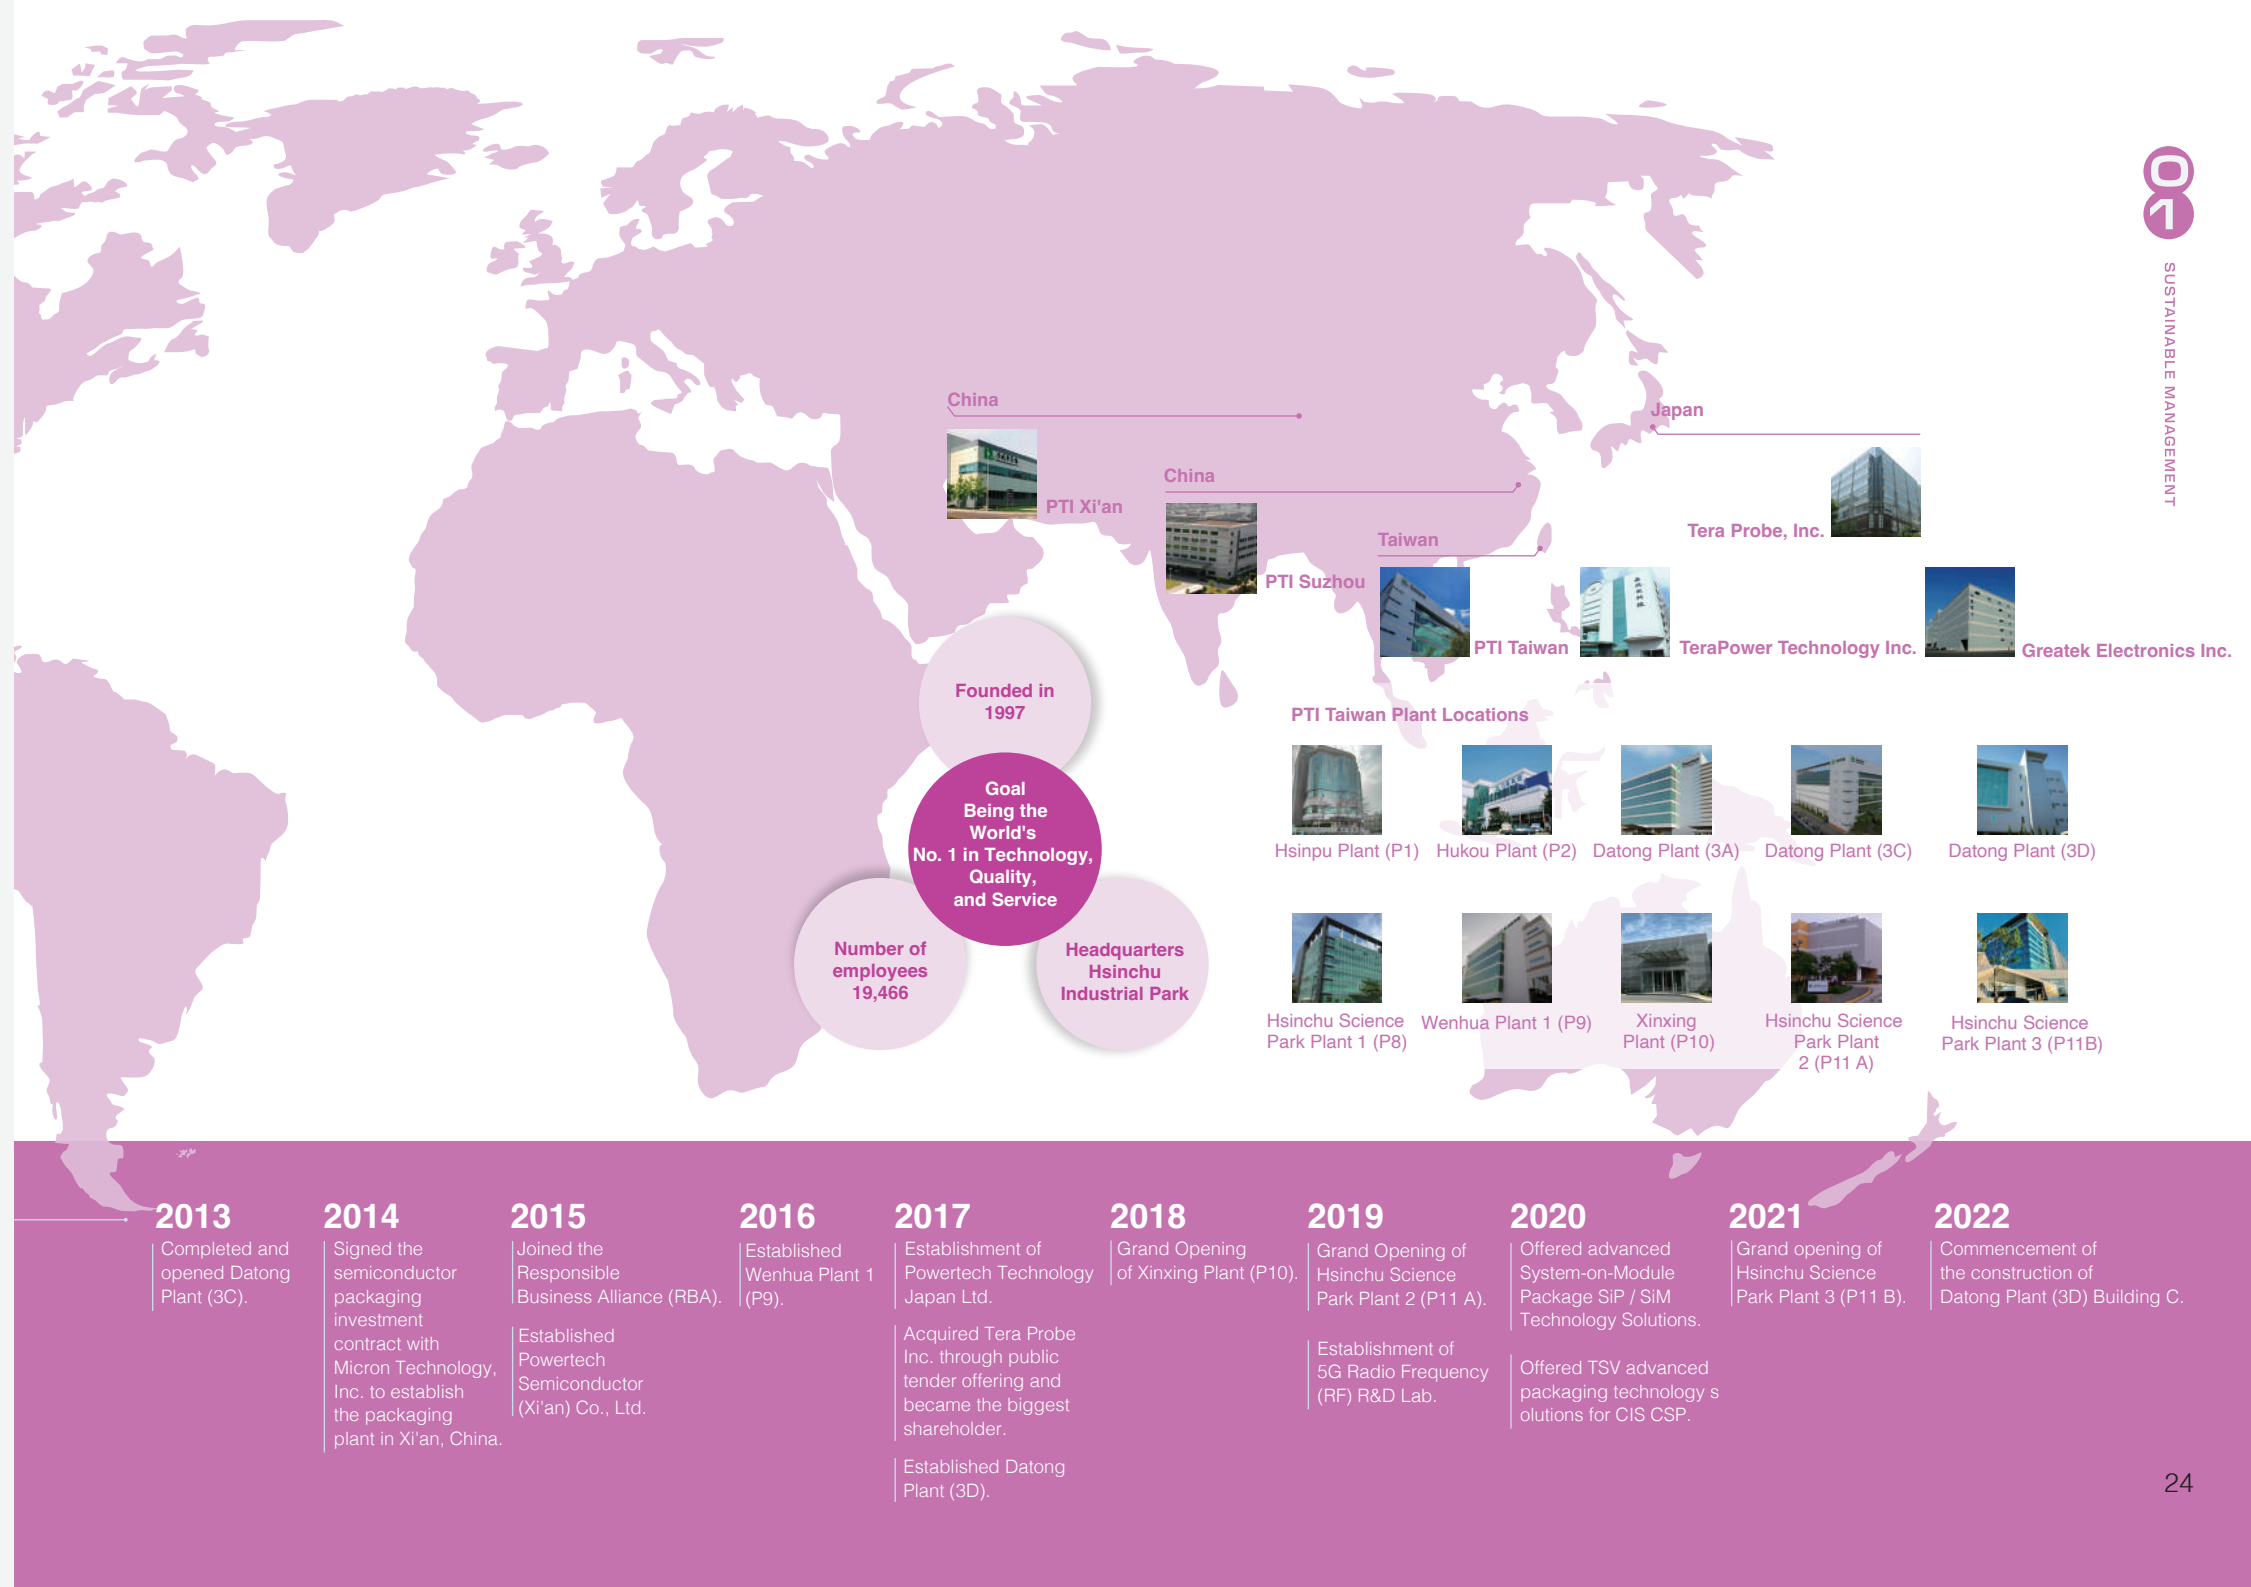 01
SUSTAINABLE MANAGEMENT
China
PTI Xi'an
China
PTI Suzhou
Japan
Tera Probe, Inc.
Taiwan
PTI Taiwan
TeraPower Technology Inc.
Greatek Electronics Inc.
Founded in
1997
Goal
Being the
World's
No. 1 in Technology,
Quality,
and Service
Number of
employees
19,466
Headquarters
Hsinchu
Industrial Park
PTI Taiwan Plant Locations
Hsinpu Plant (P1)
Hukou Plant (P2)
Datong Plant (3A)
Datong Plant (3C)
Datong Plant (3D)
Hsinchu Science
Park Plant 1 (P8)
Wenhua Plant 1 (P9)
Xinxing
Plant (P10)
Hsinchu Science
Park Plant
2 (P11 A)
Hsinchu Science
Park Plant 3 (P11B)
2013
Completed and
opened Datong
Plant (3C).
2014
Signed the
semiconductor
packaging
investment
contract with
Micron Technology,
Inc. to establish
the packaging
plant in Xi'an, China.
2015
Joined the
Responsible
Business Alliance (RBA).
Established
Powertech
Semiconductor
(Xi'an) Co., Ltd.
2016
Established
Wenhua Plant 1
(P9).
2017
Establishment of
Powertech Technology
Japan Ltd.
Acquired Tera Probe
Inc. through public
tender offering and
became the biggest
shareholder.
Established Datong
Plant (3D).
2018
Grand Opening
of Xinxing Plant (P10).
2019
Grand Opening of
Hsinchu Science
Park Plant 2 (P11 A).
Establishment of
5G Radio Frequency
(RF) R&D Lab.
2020
Offered advanced
System-on-Module
Package SiP / SiM
Technology Solutions.
Offered TSV advanced
packaging technology s
olutions for CIS CSP.
2021
Grand opening of
Hsinchu Science
Park Plant 3 (P11 B).
2022
Commencement of
the construction of
Datong Plant (3D) Building C.
24